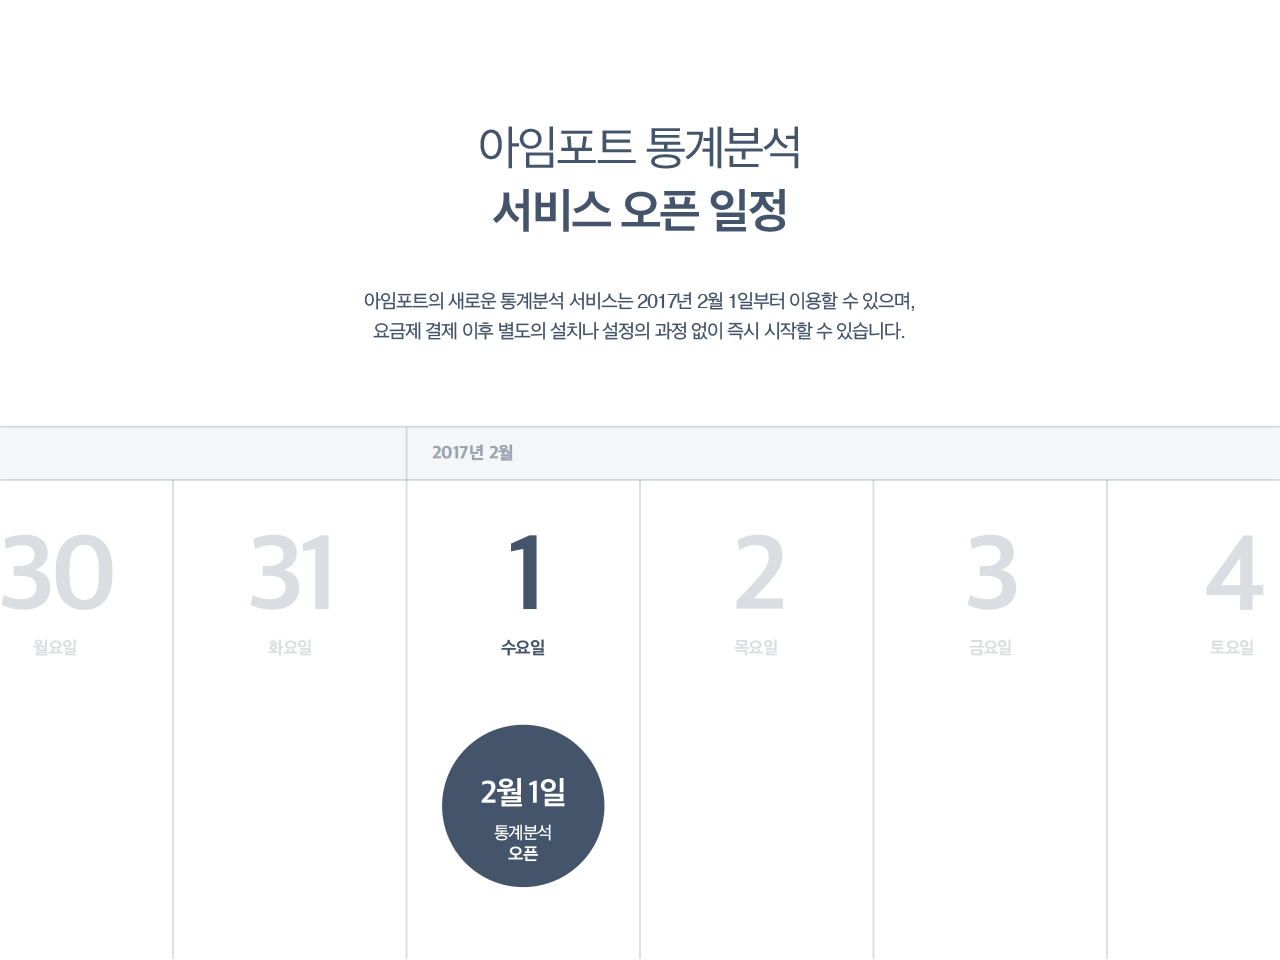 아임포트 통계분석
서비스 오픈 일정
아임포트의 새로운 통계분석 서비스는 2017년 2월 1일부터 이용할 수 있으며,
요금제 결제 이후 별도의 설치나 설정의 과정 없이 즉시 시작할 수 있습니다.
2017년 2월
30
31
1
2
3
4
월요일
화요일
수요일
목요일
금요일
토요일
2월 1일
통계분석
오픈